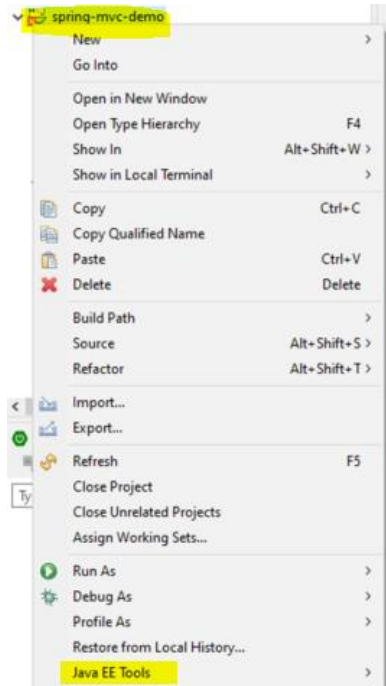 spring-mvc-demo
New >
Go Into
Open in New Window
Open Type Hierarchy F4
Show In Alt+Shift+W >
Show in Local Terminal >
Copy Ctrl+C
Copy Qualified Name
Paste Ctrl+V
Delete Delete
Build Path >
Source Alt+Shift+S >
Refactor Alt+Shift+T >
Import...
Export...
Refresh F5
Close Project
Close Unrelated Projects
Assign Working Sets...
Ty
Run As >
Debug As >
Profile As >
Restore from Local History...
Java EE Tools >